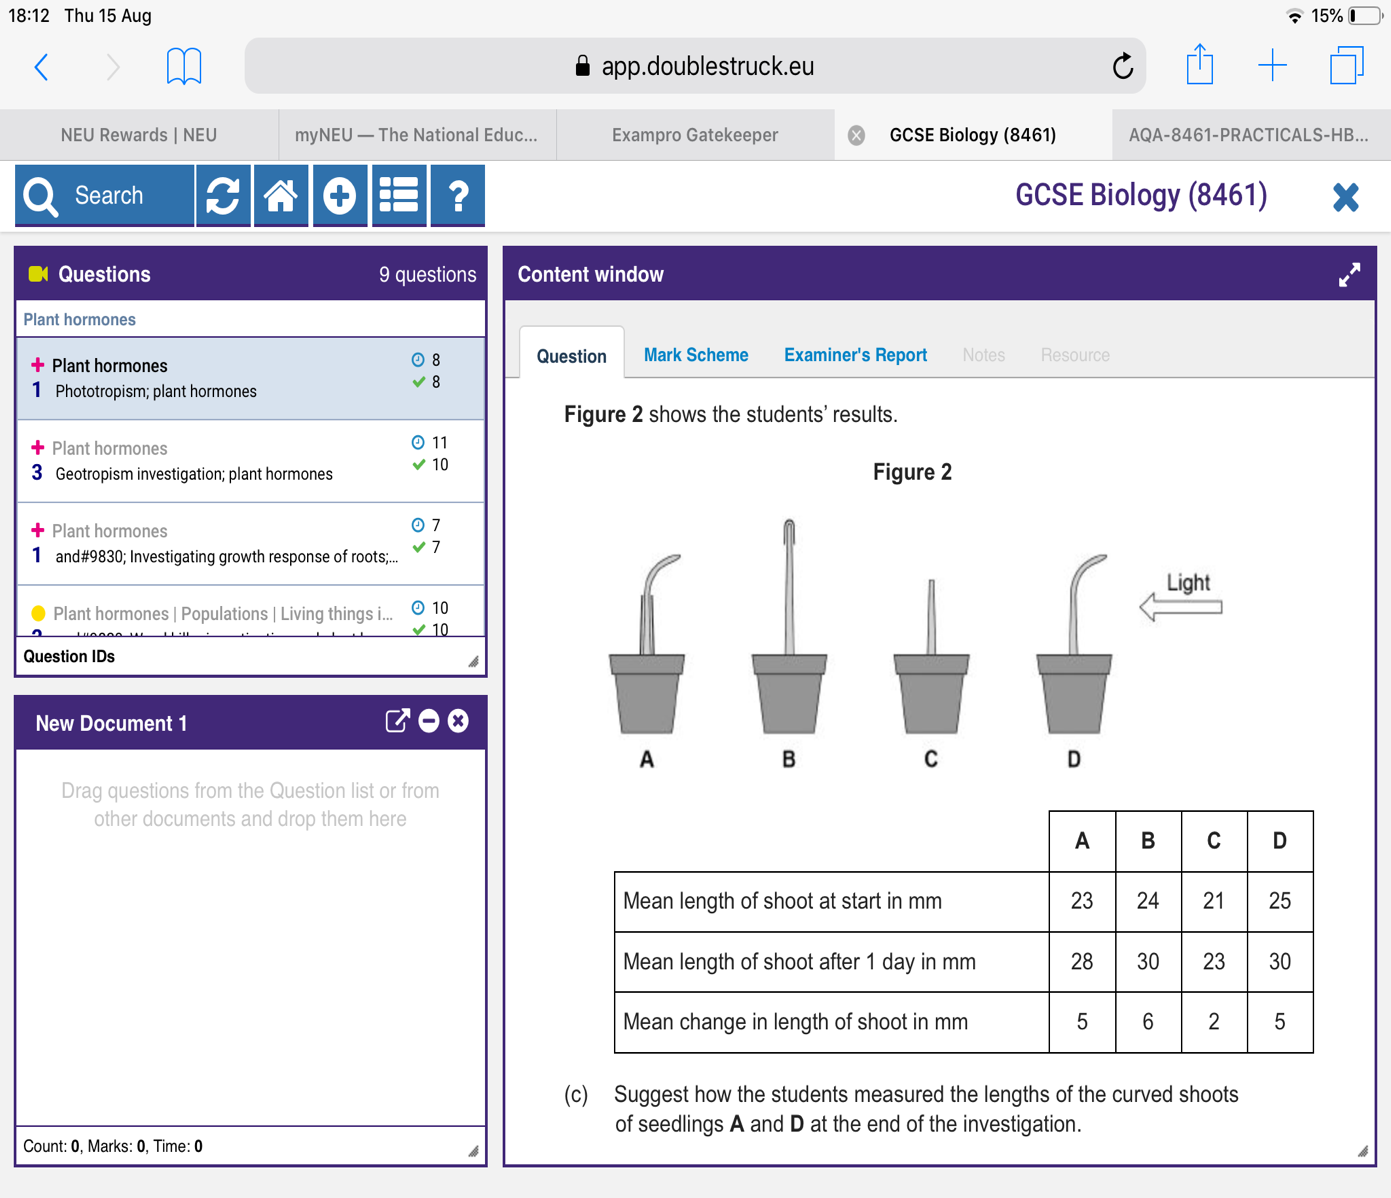 18:12 Thu 15 Aug 15%
app.doublestruck.eu
NEU Rewards | NEU
myNEU — The National Educ...
Exampro Gatekeeper
GCSE Biology (8461)
AQA-8461-PRACTICALS-HB...
Search ?
GCSE Biology (8461)
Questions 9 questions
Plant hormones
Plant hormones 8
1 Phototropism; plant hormones 8
Plant hormones 11
3 Geotropism investigation; plant hormones 10
Plant hormones 7
1 and#9830; Investigating growth response of roots;... 7
Plant hormones | Populations | Living things i... 10
10
Question IDs
New Document 1
Drag questions from the Question list or from
other documents and drop them here
Count: 0, Marks: 0, Time: 0
Content window
Question Mark Scheme Examiner's Report Notes Resource
Figure 2 shows the students' results.
Figure 2
Light
A B C D
A B C D
Mean length of shoot at start in mm 23 24 21 25
Mean length of shoot after 1 day in mm 28 30 23 30
Mean change in length of shoot in mm 5 6 2 5
(c) Suggest how the students measured the lengths of the curved shoots
of seedlings A and D at the end of the investigation.